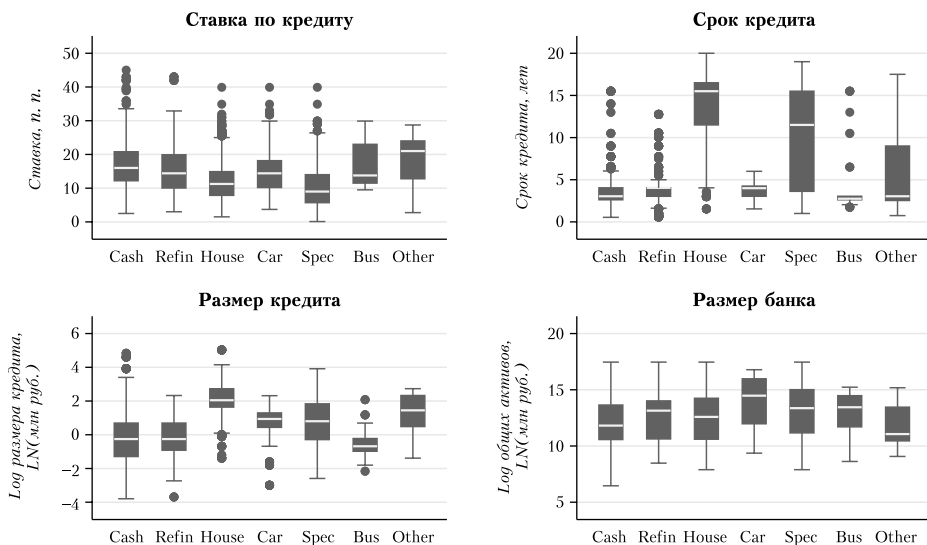 Ставка по кредиту
Ставка, п. п.
50
40
30
20
10
0
Cash Refin House Car Spec Bus Other
Срок кредита
Срок кредита, лет
20
15
10
5
0
Cash Refin House Car Spec Bus Other
Размер кредита
Log размера кредита,
LN(млн руб.)
6
4
2
0
−2
−4
Cash Refin House Car Spec Bus Other
Размер банка
Log общих активов,
LN(млн руб.)
20
15
10
5
Cash Refin House Car Spec Bus Other